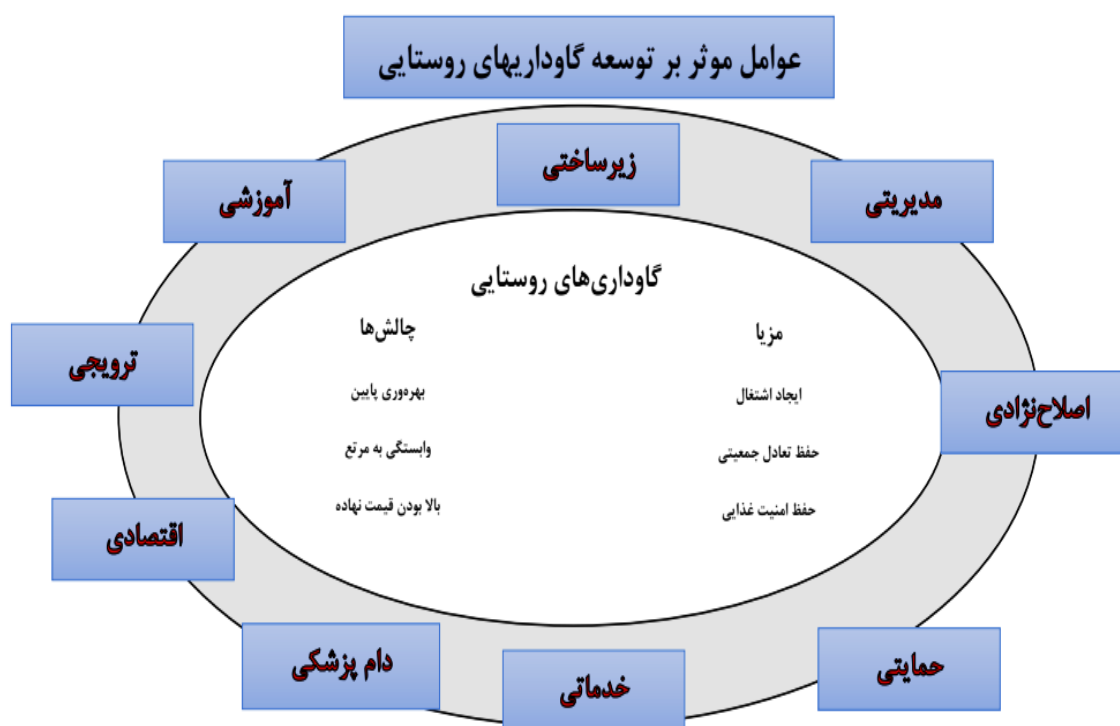 عوامل موثر بر توسعه گاوداریهای روستایی
زیرساختی
مدیریتی
آموزشی
گاوداری‌های روستایی
مزیا
چالش‌ها
ایجاد اشتغال
بهره‌وری پایین
حفظ تعادل جمعیتی
وابستگی به مرتع
حفظ امنیت غذایی
بالا بودن قیمت نهاده
اصلاح‌نژادی
ترویجی
اقتصادی
حمایتی
خدماتی
دام پزشکی